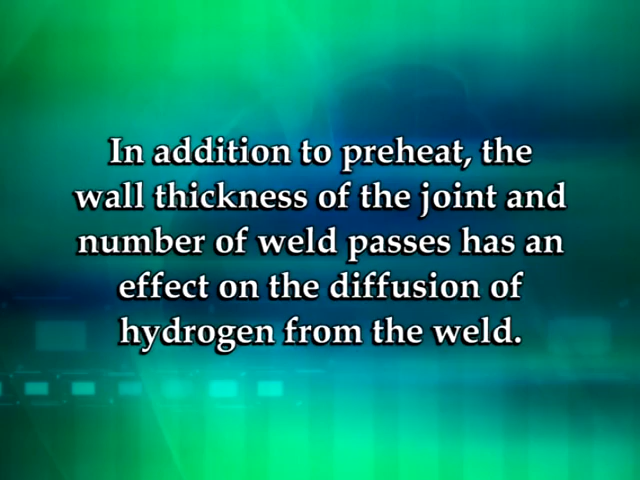 In addition to preheat, the
wall thickness of the joint and
number of weld passes has an
effect on the diffusion of
hydrogen from the weld.